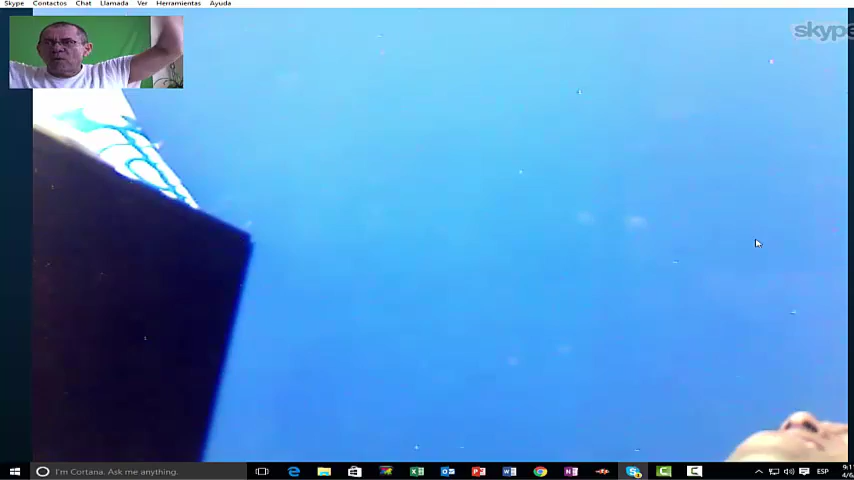 Skype Contactos Chat Llamada Ver Herramientas Ayuda
skype
I'm Cortana. Ask me anything.
ESP